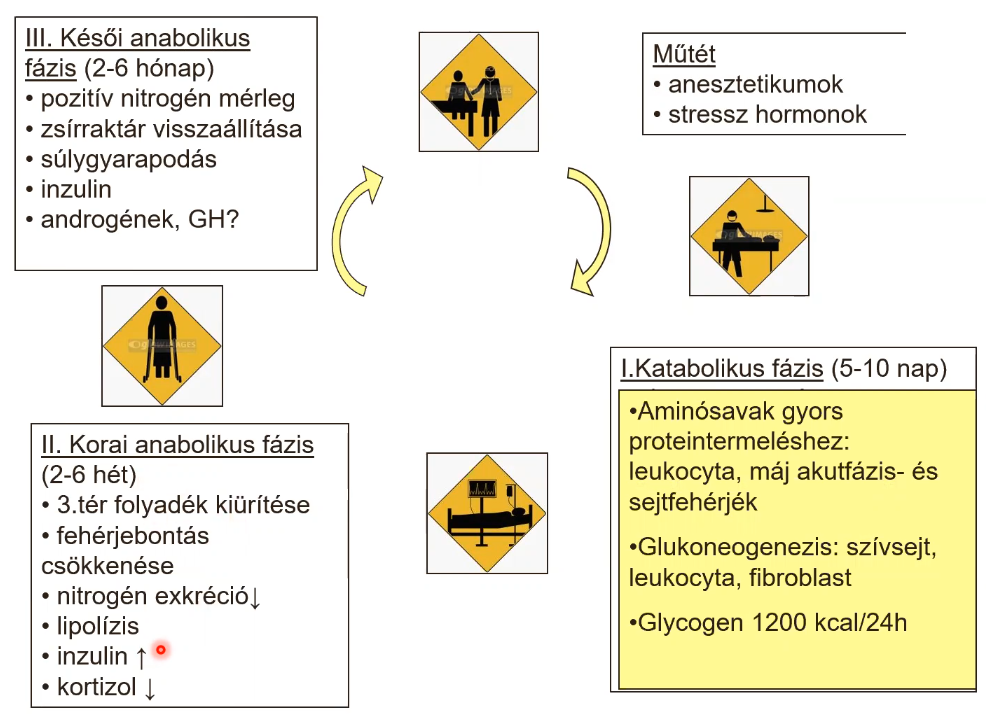 III. Késői anabolikus
fázis (2-6 hónap)
• pozitív nitrogén mérleg
• zsírraktár visszaállítása
• súlygyarapodás
• inzulin
• androgének, GH?
Műtét
• anesztetikumok
• stressz hormonok
I.Katabolikus fázis (5-10 nap)
•Aminósavak gyors
proteintermeléshez:
leukocyta, máj akutfázis- és
sejtfehérjék
•Glukoneogenezis: szívsejt,
leukocyta, fibroblast
•Glycogen 1200 kcal/24h
II. Korai anabolikus fázis
(2-6 hét)
• 3.tér folyadék kiürítése
• fehérjebontás
csökkenése
• nitrogén exkréció↓
• lipolízis
• inzulin ↑
• kortizol ↓